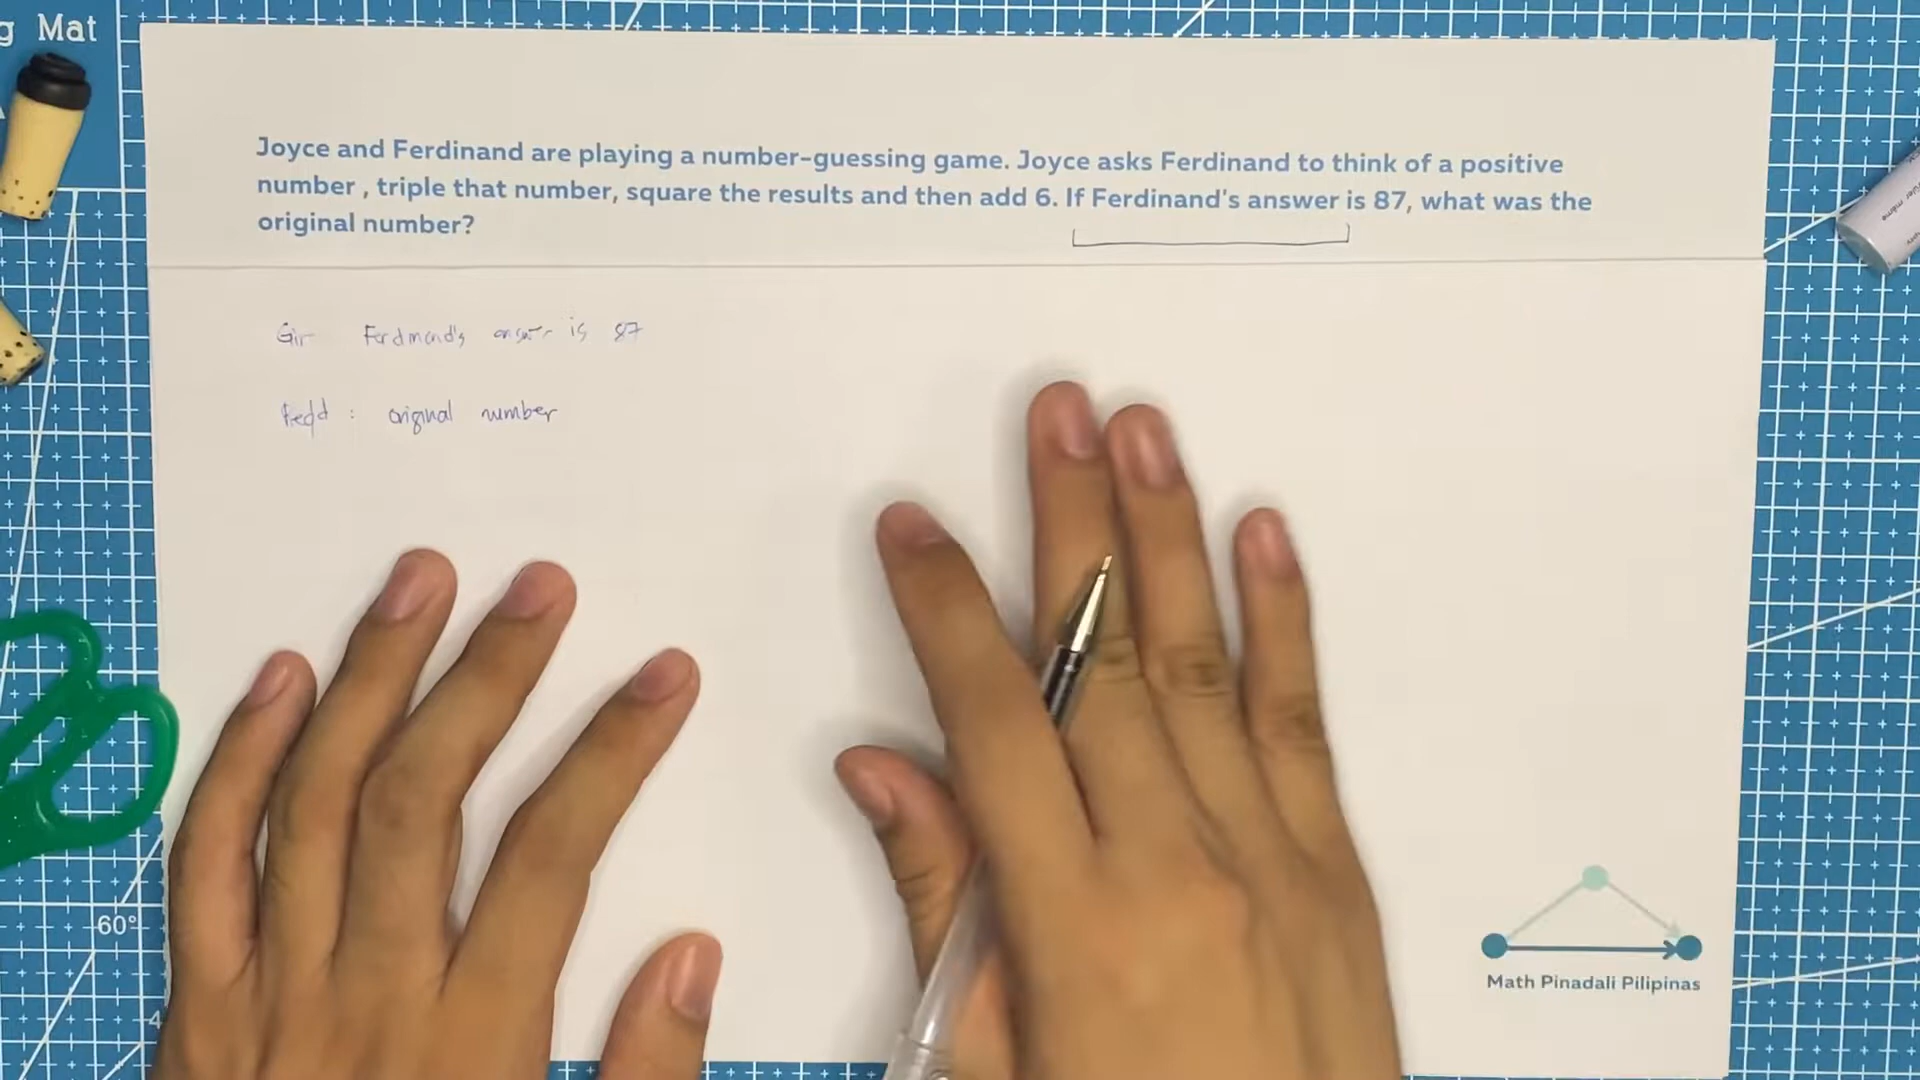 g Mat
Joyce and Ferdinand are playing a number-guessing game. Joyce asks Ferdinand to think of a positive
number , triple that number, square the results and then add 6. If Ferdinand's answer is 87, what was the
original number?
Ferdinand's answer is 87
Reqd : original number
60°
4
Math Pinadali Pilipinas